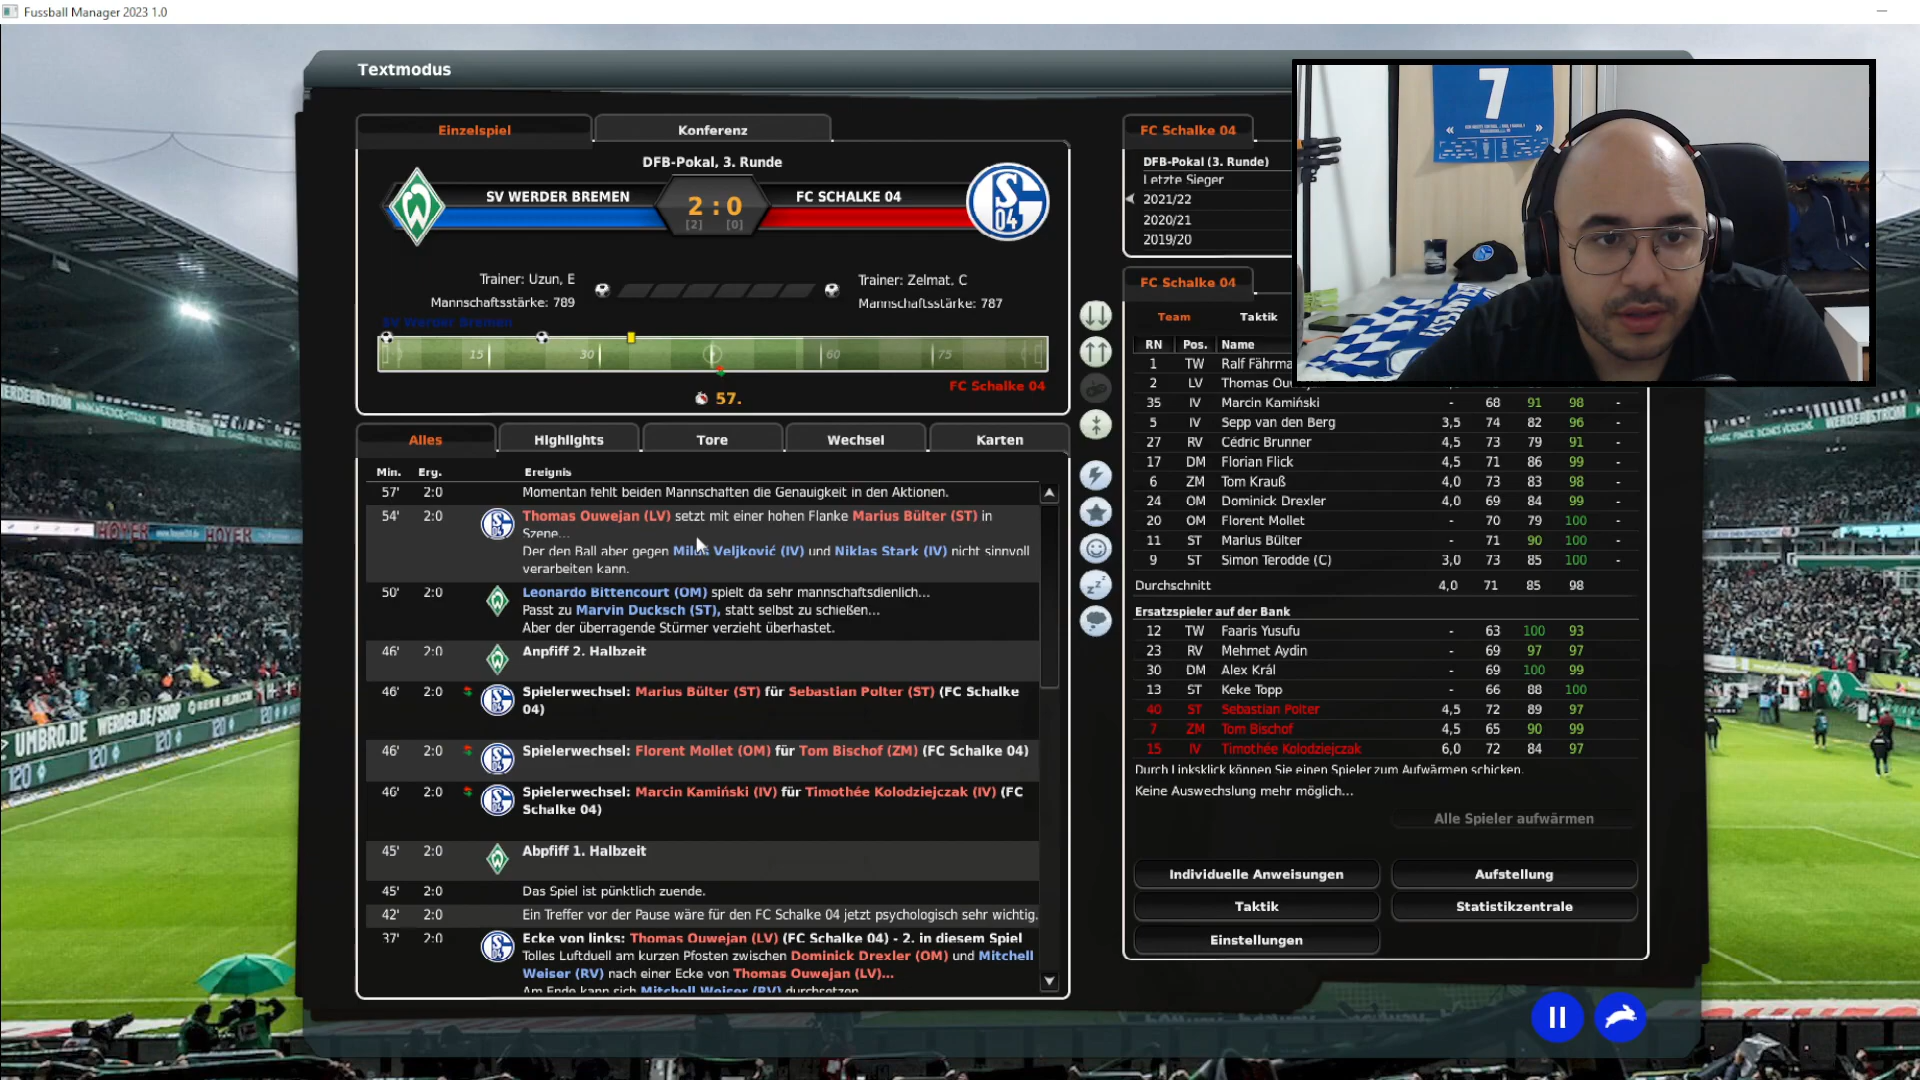 Fussball Manager 2023 1.0
Textmodus
Einzelspiel
Konferenz
DFB-Pokal, 3. Runde
SV WERDER BREMEN
2 : 0
FC SCHALKE 04
[2] [0]
Trainer: Uzun, E
Mannschaftsstärke: 789
Trainer: Zelmat, C
Mannschaftsstärke: 787
SV Werder Bremen
15 30 60 75
FC Schalke 04
57.
Alles
Highlights
Tore
Wechsel
Karten
Min. Erg. Ereignis
57' 2:0 Momentan fehlt beiden Mannschaften die Genauigkeit in den Aktionen.
54' 2:0 Thomas Ouwejan (LV) setzt mit einer hohen Flanke Marius Bülter (ST) in
Szene...
Der den Ball aber gegen Miloš Veljković (IV) und Niklas Stark (IV) nicht sinnvoll
verarbeiten kann.
50' 2:0 Leonardo Bittencourt (OM) spielt da sehr mannschaftsdienlich...
Passt zu Marvin Ducksch (ST), statt selbst zu schießen...
Aber der überragende Stürmer verzieht überhastet.
46' 2:0 Anpfiff 2. Halbzeit
46' 2:0 Spielerwechsel: Marius Bülter (ST) für Sebastian Polter (ST) (FC Schalke
04)
46' 2:0 Spielerwechsel: Florent Mollet (OM) für Tom Bischof (ZM) (FC Schalke 04)
46' 2:0 Spielerwechsel: Marcin Kamiński (IV) für Timothée Kolodziejczak (IV) (FC
Schalke 04)
45' 2:0 Abpfiff 1. Halbzeit
45' 2:0 Das Spiel ist pünktlich zuende.
42' 2:0 Ein Treffer vor der Pause wäre für den FC Schalke 04 jetzt psychologisch sehr wichtig.
37' 2:0 Ecke von links: Thomas Ouwejan (LV) (FC Schalke 04) - 2. in diesem Spiel
Tolles Luftduell am kurzen Pfosten zwischen Dominick Drexler (OM) und Mitchell
Weiser (RV) nach einer Ecke von Thomas Ouwejan (LV)...
Am Ende kann sich Mitchell Weiser (RV) durchsetzen
FC Schalke 04
DFB-Pokal (3. Runde)
Letzte Sieger
2021/22
2020/21
2019/20
FC Schalke 04
Team
Taktik
RN Pos. Name
1 TW Ralf Fährma
2 LV Thomas Ouw
35 IV Marcin Kamiński - 68 91 98 -
5 IV Sepp van den Berg 3,5 74 82 96 -
27 RV Cédric Brunner 4,5 73 79 91 -
17 DM Florian Flick 4,5 71 86 99 -
6 ZM Tom Krauß 4,0 73 83 98 -
24 OM Dominick Drexler 4,0 69 84 99 -
20 OM Florent Mollet - 70 79 100 -
11 ST Marius Bülter - 71 90 100 -
9 ST Simon Terodde (C) 3,0 73 85 100 -
Durchschnitt 4,0 71 85 98
Ersatzspieler auf der Bank
12 TW Faaris Yusufu - 63 100 93
23 RV Mehmet Aydin - 69 97 97
30 DM Alex Král - 69 100 99
13 ST Keke Topp - 66 88 100
40 ST Sebastian Polter 4,5 72 89 97
7 ZM Tom Bischof 4,5 65 90 99
15 IV Timothée Kolodziejczak 6,0 72 84 97
Durch Linksklick können Sie einen Spieler zum Aufwärmen schicken.
Keine Auswechslung mehr möglich...
Alle Spieler aufwärmen
Individuelle Anweisungen
Aufstellung
Taktik
Statistikzentrale
Einstellungen
7
UMBRO.DE WERDER.DE/SHOP
120 120